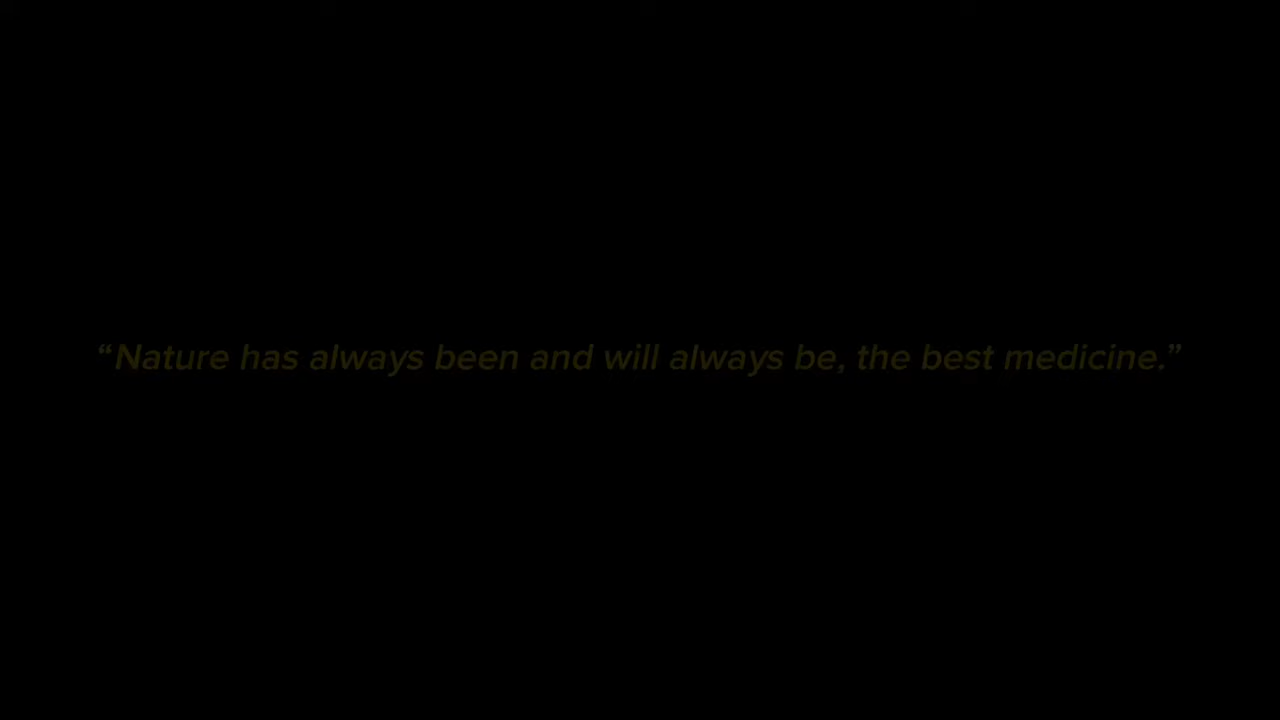 “Nature has always been and will always be, the best medicine.”